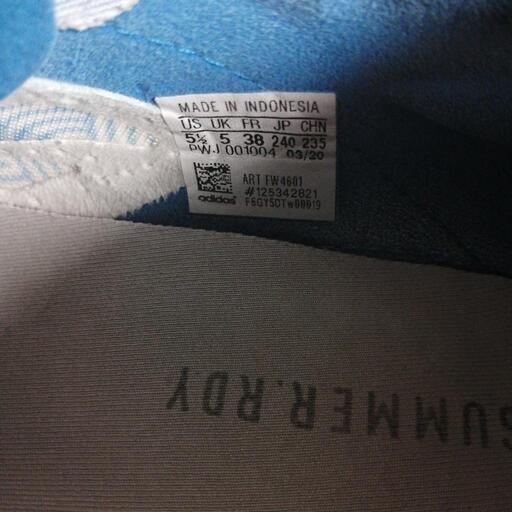 MADE IN INDONESIA
US UK FR JP CHN
5½ 5 38 240 235
PWJ 001004 03/20
ART FW4601
#125342821
adidas F6GY5DTw00019
SUMMER.RDY